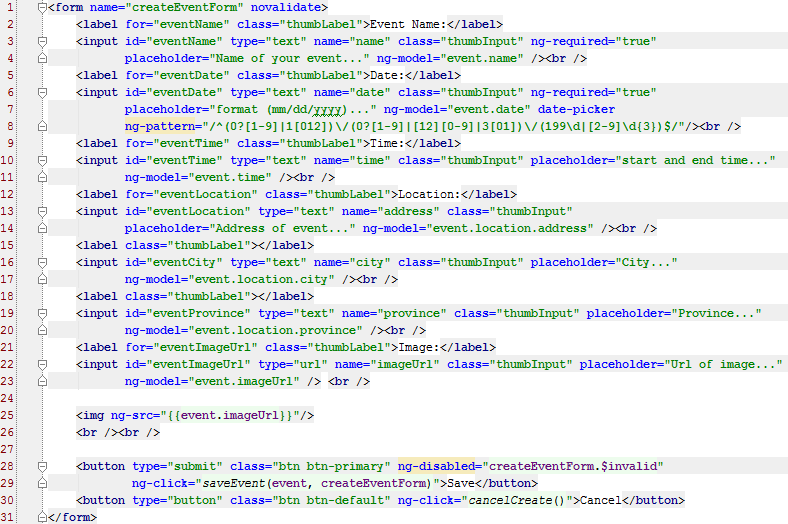 1 <form name="createEventForm" novalidate>
2 <label for="eventName" class="thumbLabel">Event Name:</label>
3 <input id="eventName" type="text" name="name" class="thumbInput" ng-required="true"
4 placeholder="Name of your event..." ng-model="event.name" /><br />
5 <label for="eventDate" class="thumbLabel">Date:</label>
6 <input id="eventDate" type="text" name="date" class="thumbInput" ng-required="true"
7 placeholder="format (mm/dd/yyyy)..." ng-model="event.date" date-picker
8 ng-pattern="/^(0?[1-9]|1[012])\/(0?[1-9]|[12][0-9]|3[01])\/(199\d|[2-9]\d{3})$/"/><br />
9 <label for="eventTime" class="thumbLabel">Time:</label>
10 <input id="eventTime" type="text" name="time" class="thumbInput" placeholder="start and end time..."
11 ng-model="event.time" /><br />
12 <label for="eventLocation" class="thumbLabel">Location:</label>
13 <input id="eventLocation" type="text" name="address" class="thumbInput"
14 placeholder="Address of event..." ng-model="event.location.address" /><br />
15 <label class="thumbLabel"></label>
16 <input id="eventCity" type="text" name="city" class="thumbInput" placeholder="City..."
17 ng-model="event.location.city" /><br />
18 <label class="thumbLabel"></label>
19 <input id="eventProvince" type="text" name="province" class="thumbInput" placeholder="Province..."
20 ng-model="event.location.province" /><br />
21 <label for="eventImageUrl" class="thumbLabel">Image:</label>
22 <input id="eventImageUrl" type="url" name="imageUrl" class="thumbInput" placeholder="Url of image..."
23 ng-model="event.imageUrl" /> <br />
24
25 <img ng-src="{{event.imageUrl}}"/>
26 <br /><br />
27
28 <button type="submit" class="btn btn-primary" ng-disabled="createEventForm.$invalid"
29 ng-click="saveEvent(event, createEventForm)">Save</button>
30 <button type="button" class="btn btn-default" ng-click="cancelCreate()">Cancel</button>
31 </form>